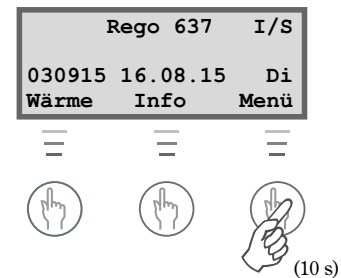 Rego 637 I/S
030915 16.08.15 Di
Wärme Info Menü
(10 s)